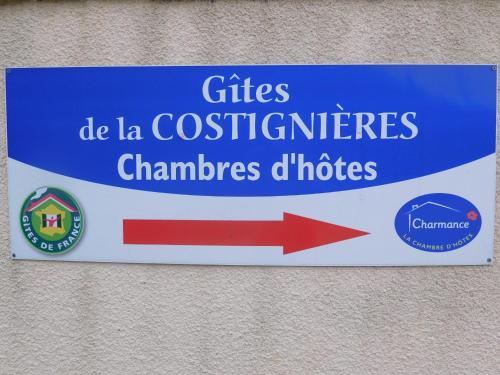 Gîtes
de la COSTIGNIÈRES
Chambres d'hôtes
GÎTES DE FRANCE
Charmance
LA CHAMBRE D'HÔTES